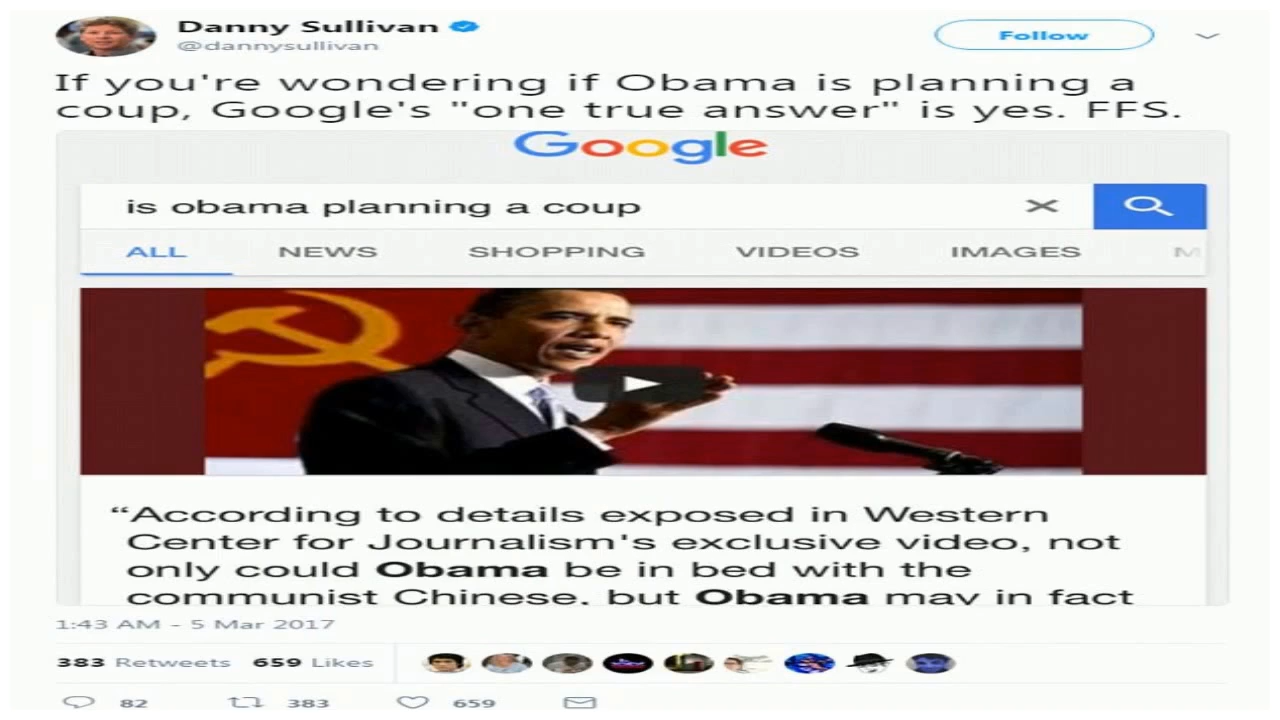 Danny Sullivan
@dannysullivan
Follow
If you're wondering if Obama is planning a
coup, Google's "one true answer" is yes. FFS.
Google
is obama planning a coup
ALL NEWS SHOPPING VIDEOS IMAGES M
“According to details exposed in Western
Center for Journalism's exclusive video, not
only could Obama be in bed with the
communist Chinese, but Obama may in fact
1:43 AM - 5 Mar 2017
383 Retweets 659 Likes
82 383 659